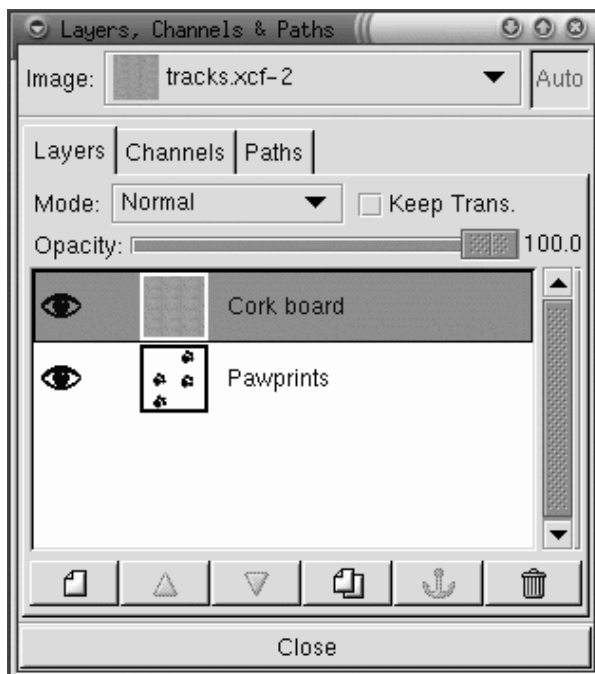 Layers, Channels & Paths
Image: tracks.xcf-2 Auto
Layers Channels Paths
Mode: Normal Keep Trans.
Opacity: 100.0
Cork board
Pawprints
Close